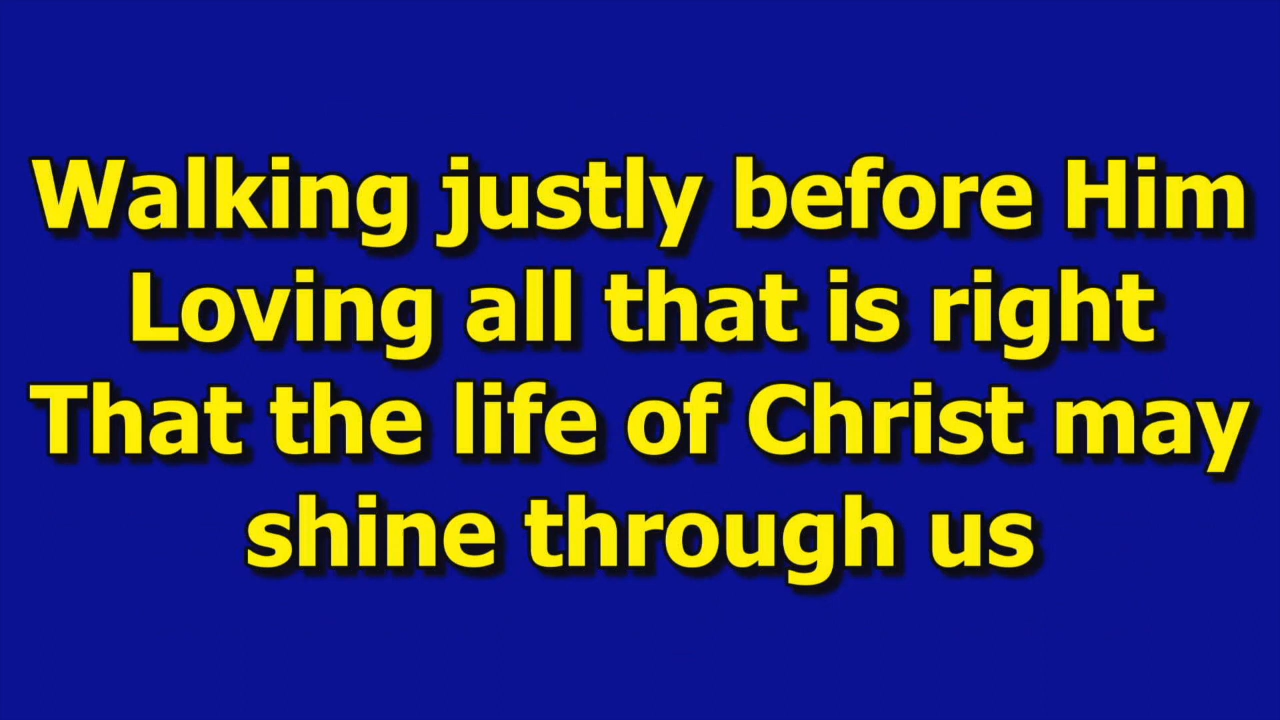 Walking justly before Him
Loving all that is right
That the life of Christ may
shine through us